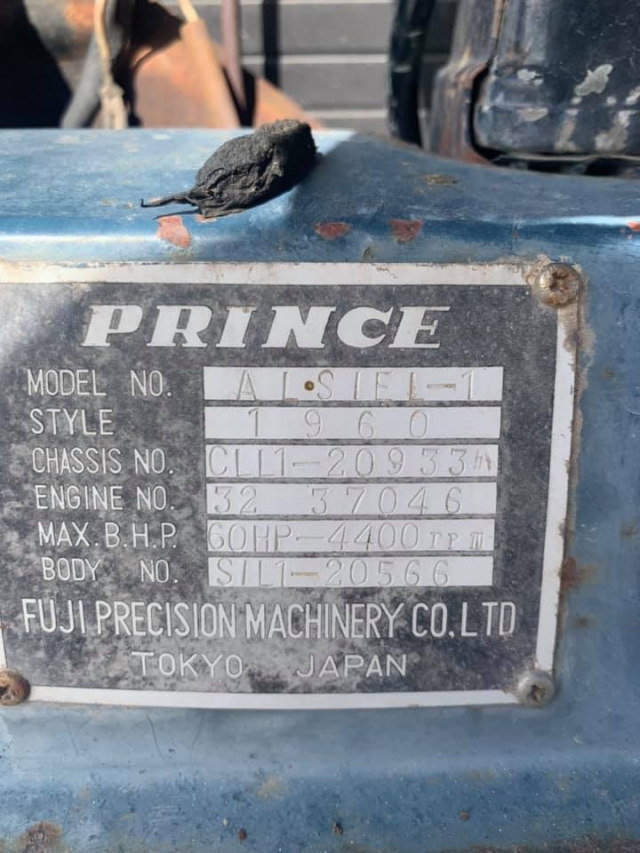 PRINCE
MODEL NO. ALSIEL-1
STYLE 1960
CHASSIS NO. CLL1-20933
ENGINE NO. 32 37046
MAX.B.H.P. 60HP-4400rpm
BODY NO. SIL1-20566
FUJI PRECISION MACHINERY CO.LTD
TOKYO JAPAN